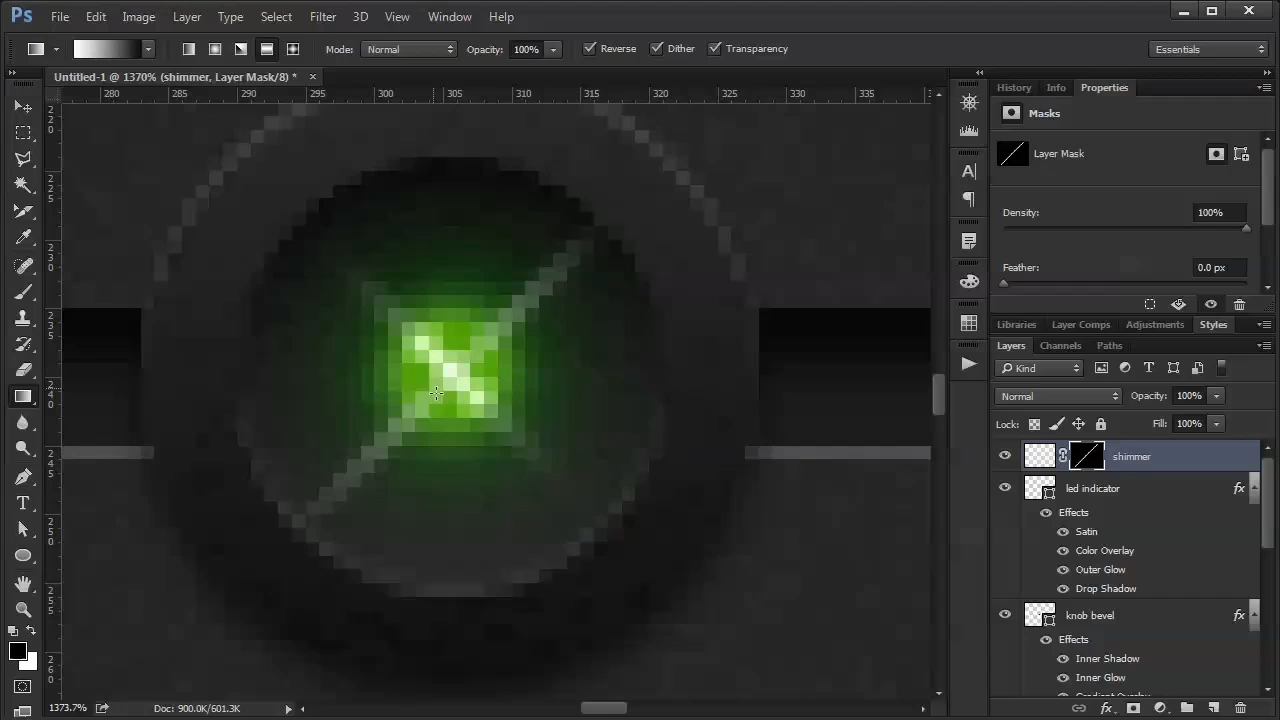 Ps File Edit Image Layer Type Select Filter 3D View Window Help
Mode: Normal Opacity: 100% Reverse Dither Transparency Essentials
Untitled-1 @ 1370% (shimmer, Layer Mask/8) *
280 285 290 295 300 305 310 315 320 325 330 335
History Info Properties
Masks
Layer Mask
Density: 100%
Feather: 0.0 px
Libraries Layer Comps Adjustments Styles
Layers Channels Paths
Kind
Normal Opacity: 100%
Lock: Fill: 100%
shimmer
led indicator fx
Effects
Satin
Color Overlay
Outer Glow
Drop Shadow
knob bevel fx
Effects
Inner Shadow
Inner Glow
1373.7% Doc: 900.0K/601.3K